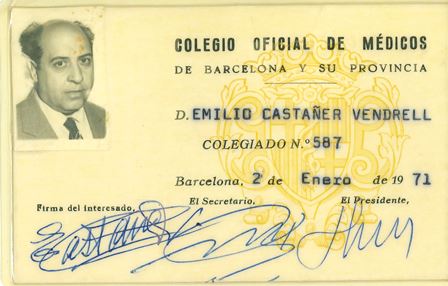 COLEGIO OFICIAL DE MÉDICOS
DE BARCELONA Y SU PROVINCIA
D. EMILIO CASTAÑER VENDRELL
COLEGIADO N.º 587
Barcelona, 2 de Enero de 1971
Firma del interesado, El Secretario, El Presidente,